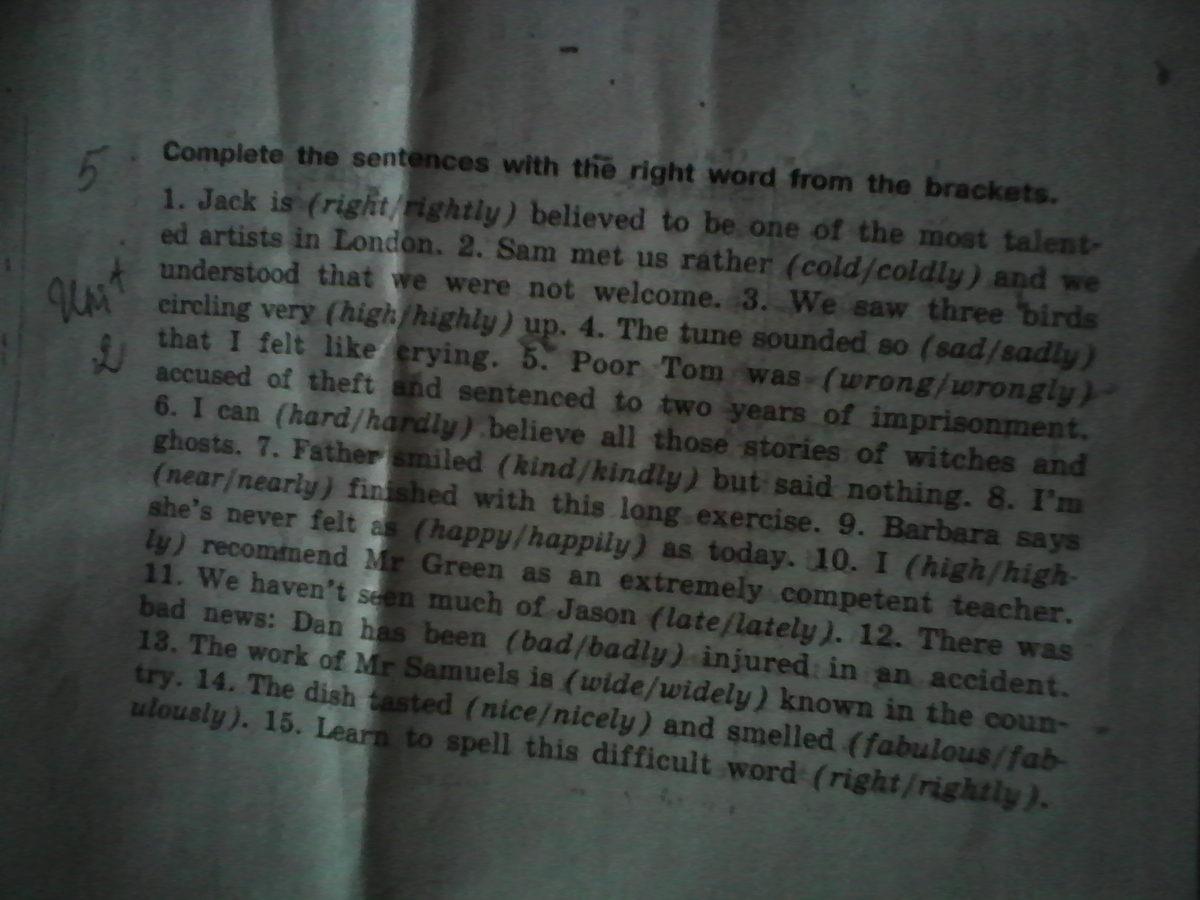 5
Complete the sentences with the right word from the brackets.
1. Jack is (right/rightly) believed to be one of the most talent-
ed artists in London. 2. Sam met us rather (cold/coldly) and we
understood that we were not welcome. 3. We saw three birds
circling very (high/highly) up. 4. The tune sounded so (sad/sadly)
that I felt like crying. 5. Poor Tom was (wrong/wrongly)
accused of theft and sentenced to two years of imprisonment.
6. I can (hard/hardly) believe all those stories of witches and
ghosts. 7. Father smiled (kind/kindly) but said nothing. 8. I'm
(near/nearly) finished with this long exercise. 9. Barbara says
she's never felt as (happy/happily) as today. 10. I (high/high-
ly) recommend Mr Green as an extremely competent teacher.
11. We haven't seen much of Jason (late/lately). 12. There was
bad news: Dan has been (bad/badly) injured in an accident.
13. The work of Mr Samuels is (wide/widely) known in the coun-
try. 14. The dish tasted (nice/nicely) and smelled (fabulous/fab-
ulously). 15. Learn to spell this difficult word (right/rightly).
Unit
2